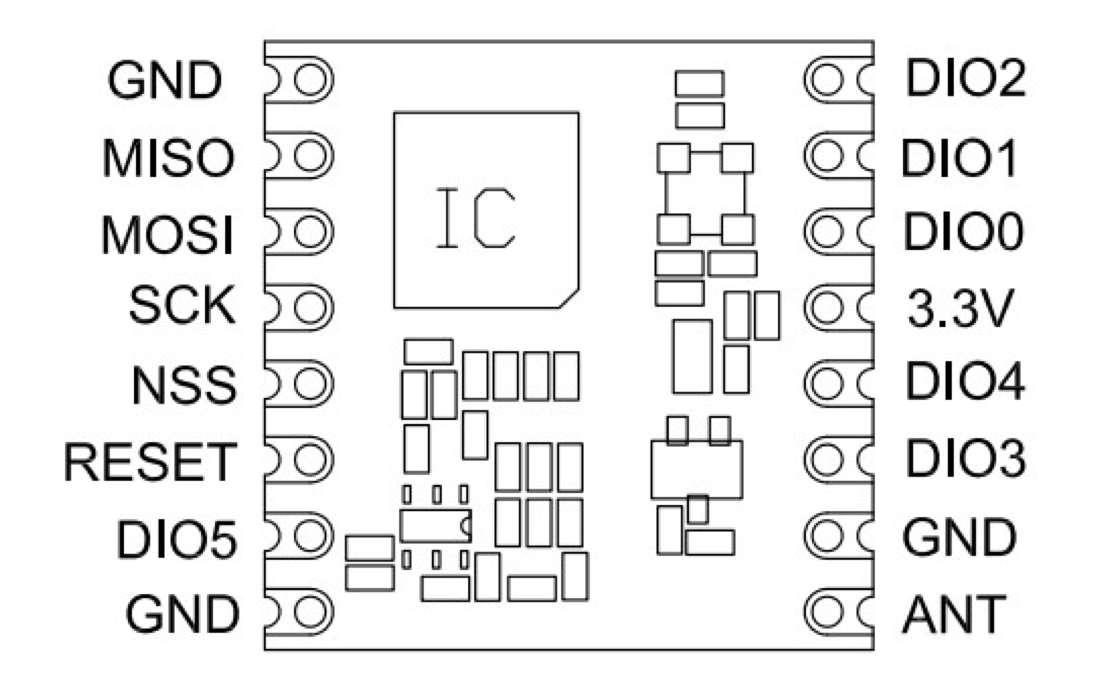 GND
MISO
MOSI
SCK
NSS
RESET
DIO5
GND
IC
DIO2
DIO1
DIO0
3.3V
DIO4
DIO3
GND
ANT